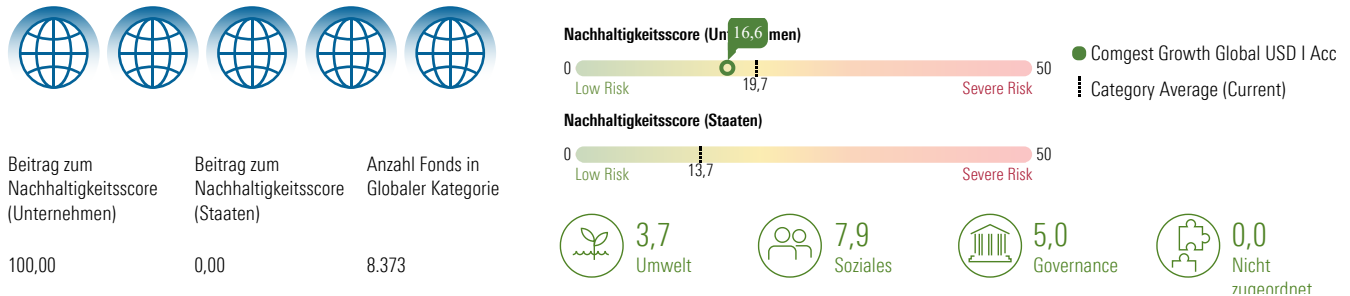 Beitrag zum
Nachhaltigkeitsscore
(Unternehmen)
100,00
Beitrag zum
Nachhaltigkeitsscore
(Staaten)
0,00
Anzahl Fonds in
Globaler Kategorie
8.373
Nachhaltigkeitsscore (Un men)
16,6
0
50
Low Risk
19,7
Severe Risk
Nachhaltigkeitsscore (Staaten)
0
50
Low Risk
13,7
Severe Risk
Comgest Growth Global USD I Acc
Category Average (Current)
3,7
Umwelt
7,9
Soziales
5,0
Governance
0,0
Nicht
zugeordnet